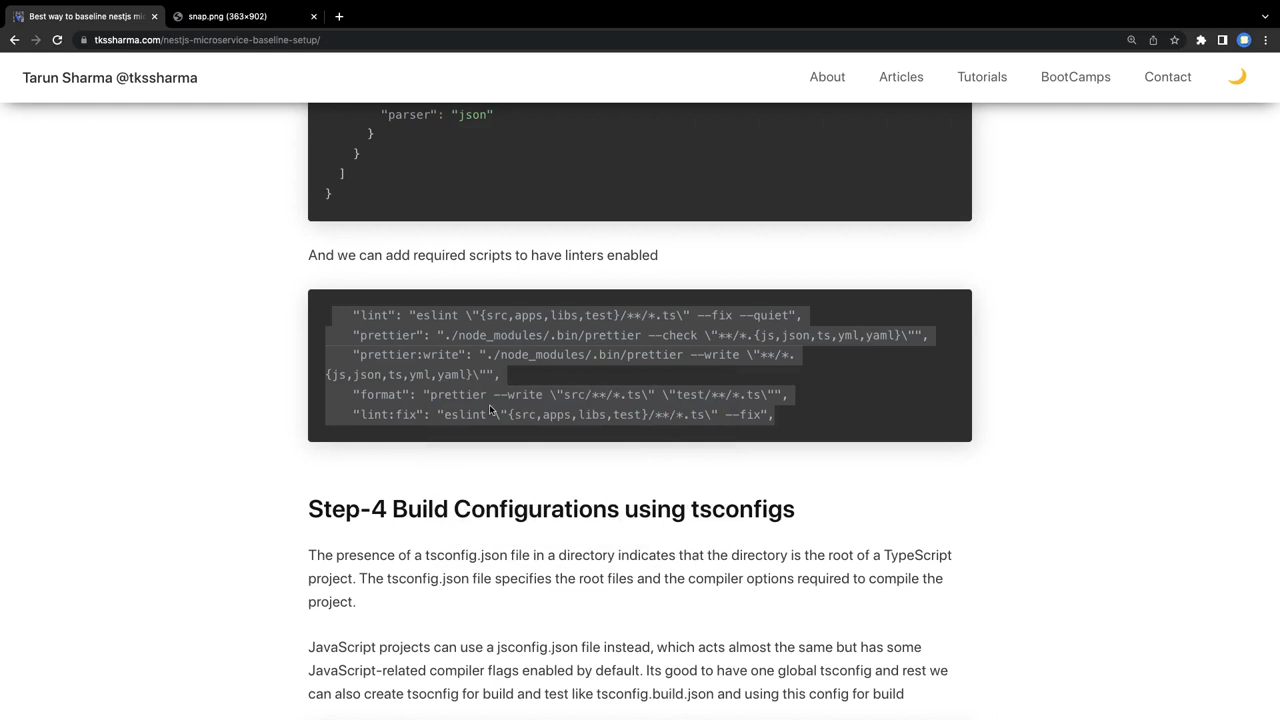 Best way to baseline nestjs mi
snap.png (363×902)
tkssharma.com/nestjs-microservice-baseline-setup/
Tarun Sharma @tkssharma
About
Articles
Tutorials
BootCamps
Contact
"parser": "json"
}
}
]
}
And we can add required scripts to have linters enabled
"lint": "eslint \"{src,apps,libs,test}/**/*.ts\" --fix --quiet",
"prettier": "./node_modules/.bin/prettier --check \"**/*.{js,json,ts,yml,yaml}\"",
"prettier:write": "./node_modules/.bin/prettier --write \"**/*.
{js,json,ts,yml,yaml}\"",
"format": "prettier --write \"src/**/*.ts\" \"test/**/*.ts\"",
"lint:fix": "eslint \"{src,apps,libs,test}/**/*.ts\" --fix",
Step-4 Build Configurations using tsconfigs
The presence of a tsconfig.json file in a directory indicates that the directory is the root of a TypeScript
project. The tsconfig.json file specifies the root files and the compiler options required to compile the
project.
JavaScript projects can use a jsconfig.json file instead, which acts almost the same but has some
JavaScript-related compiler flags enabled by default. Its good to have one global tsconfig and rest we
can also create tsocnfig for build and test like tsconfig.build.json and using this config for build